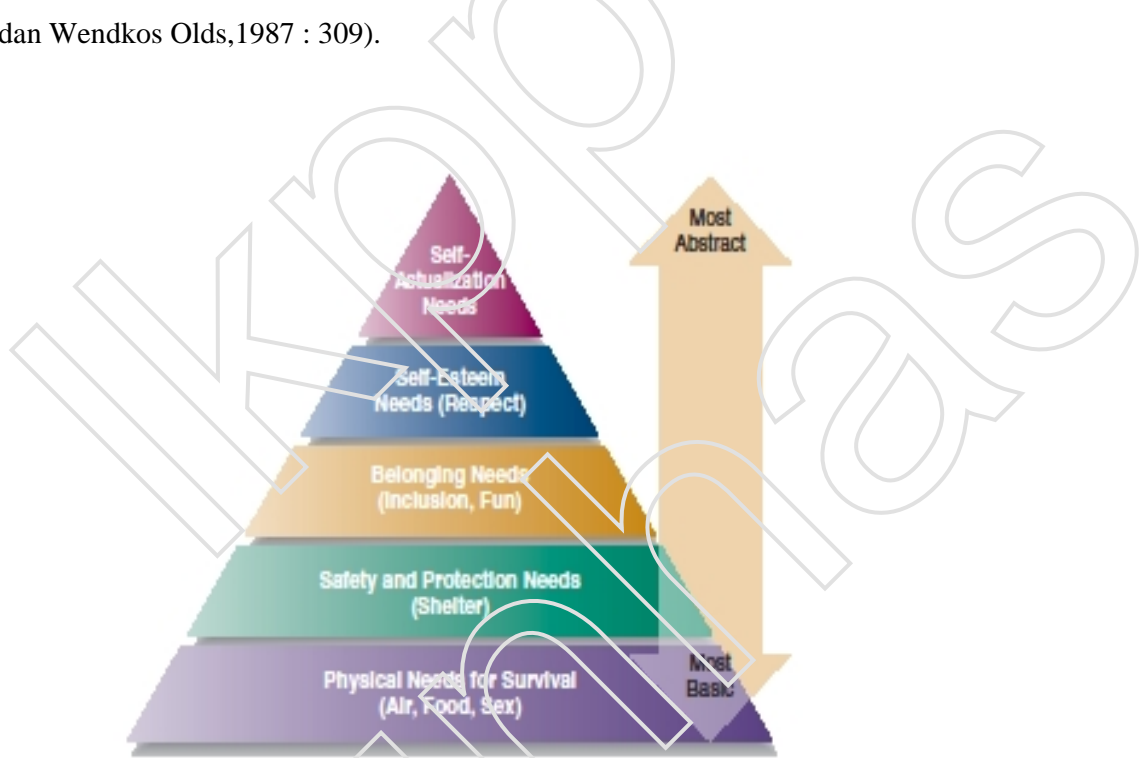 dan Wendkos Olds,1987 : 309).
Self-
Actualization
Needs
Self-Esteem
Needs (Respect)
Belonging Needs
(Inclusion, Fun)
Safety and Protection Needs
(Shelter)
Physical Needs for Survival
(Air, Food, Sex)
Most
Abstract
Most
Basic